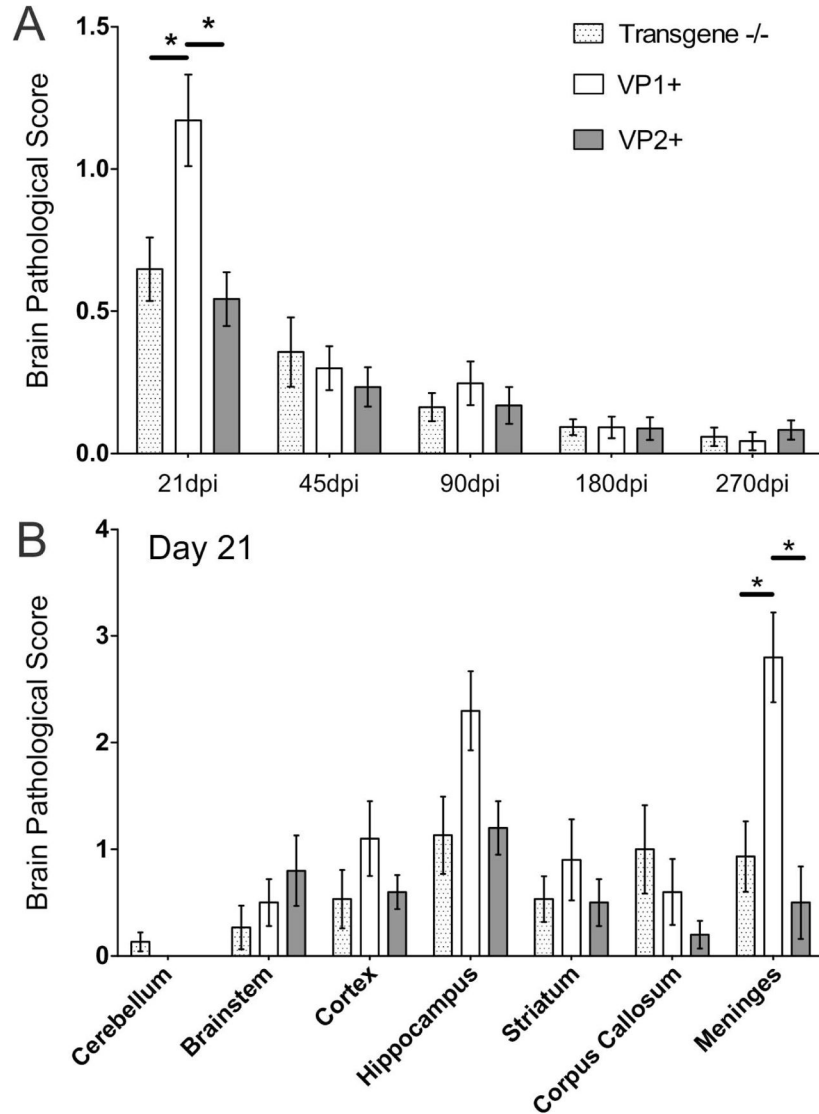 A
Brain Pathological Score
1.5
1.0
0.5
0.0
* *
Transgene -/-
VP1+
VP2+
21dpi 45dpi 90dpi 180dpi 270dpi
B
Day 21
Brain Pathological Score
4
3
2
1
0
* *
Cerebellum
Brainstem
Cortex
Hippocampus
Striatum
Corpus Callosum
Meninges